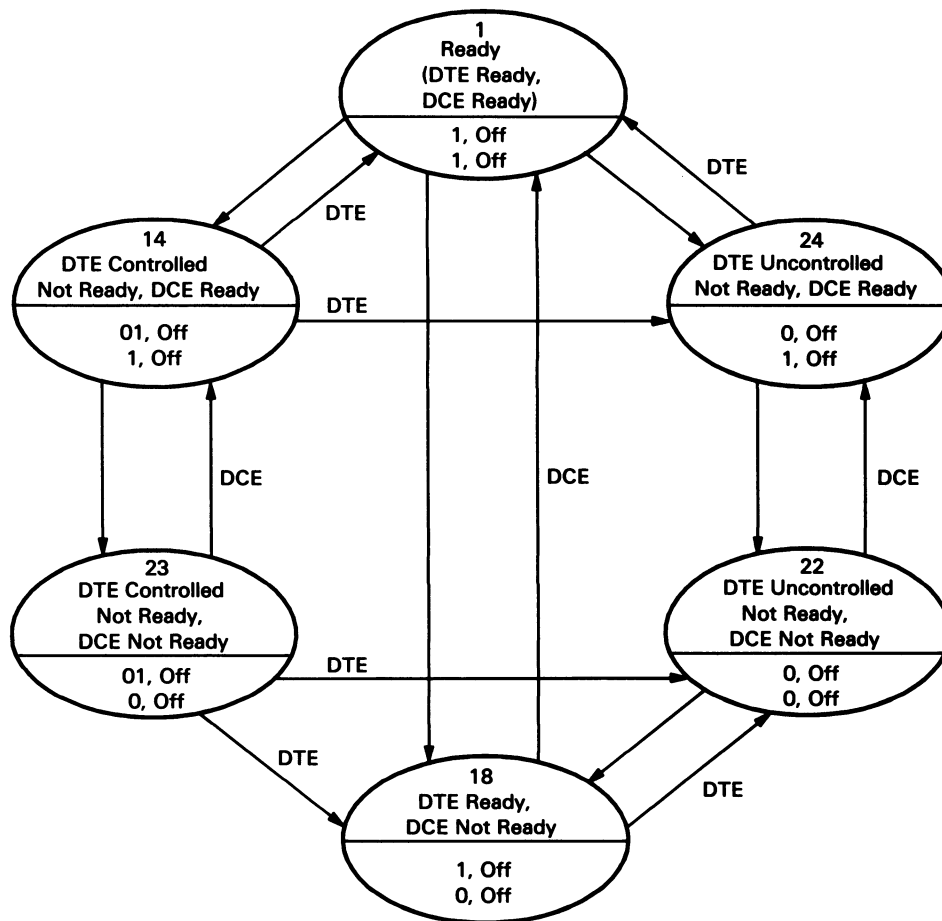 1
Ready
(DTE Ready,
DCE Ready)
1, Off
1, Off
DTE
DTE
14
DTE Controlled
Not Ready, DCE Ready
01, Off
1, Off
DTE
24
DTE Uncontrolled
Not Ready, DCE Ready
0, Off
1, Off
DCE
DCE
DCE
23
DTE Controlled
Not Ready,
DCE Not Ready
01, Off
0, Off
DTE
22
DTE Uncontrolled
Not Ready,
DCE Not Ready
0, Off
0, Off
DTE
DTE
18
DTE Ready,
DCE Not Ready
1, Off
0, Off